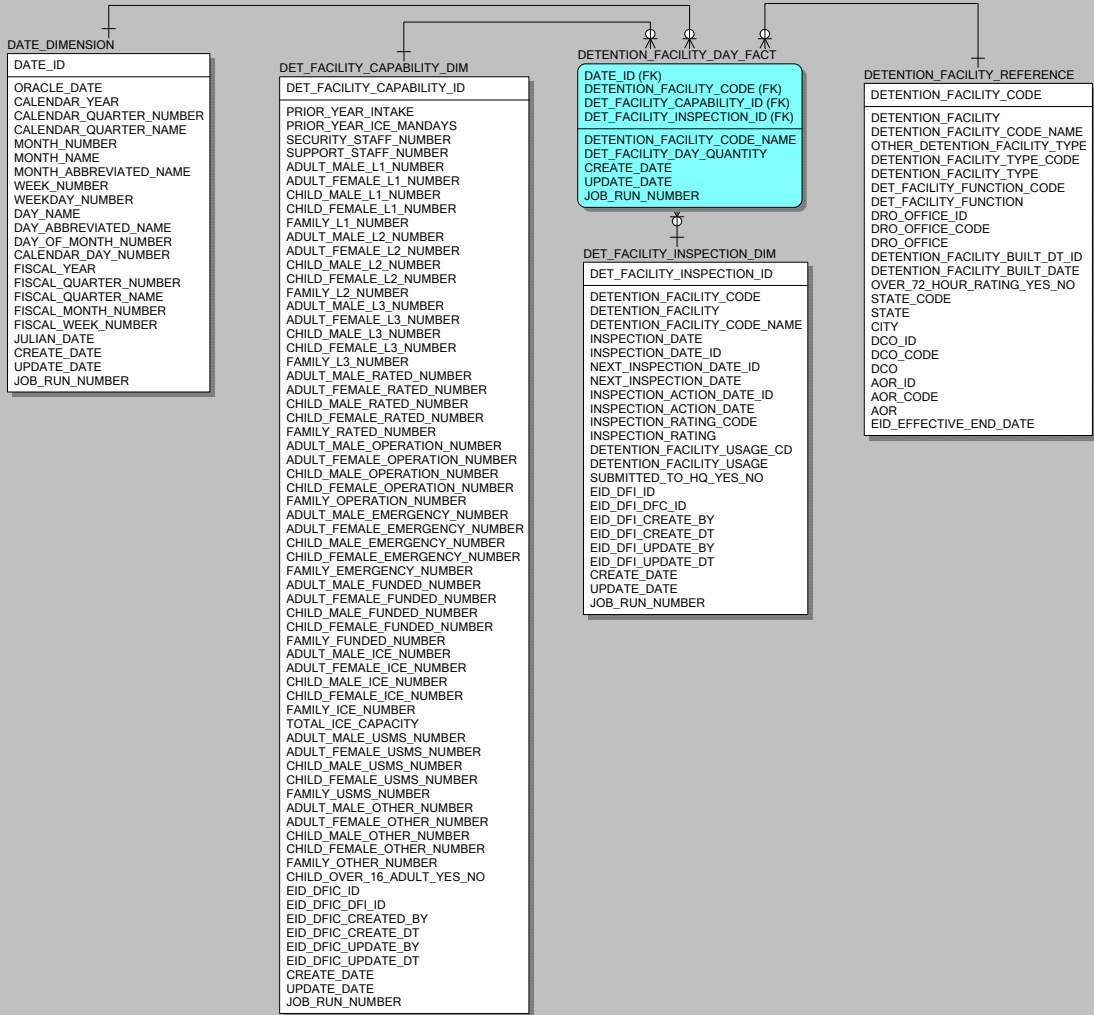 DATE_DIMENSION
DATE_ID
ORACLE_DATE
CALENDAR_YEAR
CALENDAR_QUARTER_NUMBER
CALENDAR_QUARTER_NAME
MONTH_NUMBER
MONTH_NAME
MONTH_ABBREVIATED_NAME
WEEK_NUMBER
WEEKDAY_NUMBER
DAY_NAME
DAY_ABBREVIATED_NAME
DAY_OF_MONTH_NUMBER
CALENDAR_DAY_NUMBER
FISCAL_YEAR
FISCAL_QUARTER_NUMBER
FISCAL_QUARTER_NAME
FISCAL_MONTH_NUMBER
FISCAL_WEEK_NUMBER
JULIAN_DATE
CREATE_DATE
UPDATE_DATE
JOB_RUN_NUMBER
DET_FACILITY_CAPABILITY_DIM
DET_FACILITY_CAPABILITY_ID
PRIOR_YEAR_INTAKE
PRIOR_YEAR_ICE_MANDAYS
SECURITY_STAFF_NUMBER
SUPPORT_STAFF_NUMBER
ADULT_MALE_L1_NUMBER
ADULT_FEMALE_L1_NUMBER
CHILD_MALE_L1_NUMBER
CHILD_FEMALE_L1_NUMBER
FAMILY_L1_NUMBER
ADULT_MALE_L2_NUMBER
ADULT_FEMALE_L2_NUMBER
CHILD_MALE_L2_NUMBER
CHILD_FEMALE_L2_NUMBER
FAMILY_L2_NUMBER
ADULT_MALE_L3_NUMBER
ADULT_FEMALE_L3_NUMBER
CHILD_MALE_L3_NUMBER
CHILD_FEMALE_L3_NUMBER
FAMILY_L3_NUMBER
ADULT_MALE_RATED_NUMBER
ADULT_FEMALE_RATED_NUMBER
CHILD_MALE_RATED_NUMBER
CHILD_FEMALE_RATED_NUMBER
FAMILY_RATED_NUMBER
ADULT_MALE_OPERATION_NUMBER
ADULT_FEMALE_OPERATION_NUMBER
CHILD_MALE_OPERATION_NUMBER
CHILD_FEMALE_OPERATION_NUMBER
FAMILY_OPERATION_NUMBER
ADULT_MALE_EMERGENCY_NUMBER
ADULT_FEMALE_EMERGENCY_NUMBER
CHILD_MALE_EMERGENCY_NUMBER
CHILD_FEMALE_EMERGENCY_NUMBER
FAMILY_EMERGENCY_NUMBER
ADULT_MALE_FUNDED_NUMBER
ADULT_FEMALE_FUNDED_NUMBER
CHILD_MALE_FUNDED_NUMBER
CHILD_FEMALE_FUNDED_NUMBER
FAMILY_FUNDED_NUMBER
ADULT_MALE_ICE_NUMBER
ADULT_FEMALE_ICE_NUMBER
CHILD_MALE_ICE_NUMBER
CHILD_FEMALE_ICE_NUMBER
FAMILY_ICE_NUMBER
TOTAL_ICE_CAPACITY
ADULT_MALE_USMS_NUMBER
ADULT_FEMALE_USMS_NUMBER
CHILD_MALE_USMS_NUMBER
CHILD_FEMALE_USMS_NUMBER
FAMILY_USMS_NUMBER
ADULT_MALE_OTHER_NUMBER
ADULT_FEMALE_OTHER_NUMBER
CHILD_MALE_OTHER_NUMBER
CHILD_FEMALE_OTHER_NUMBER
FAMILY_OTHER_NUMBER
CHILD_OVER_16_ADULT_YES_NO
EID_DFIC_ID
EID_DFIC_DFI_ID
EID_DFIC_CREATED_BY
EID_DFIC_CREATE_DT
EID_DFIC_UPDATE_BY
EID_DFIC_UPDATE_DT
CREATE_DATE
UPDATE_DATE
JOB_RUN_NUMBER
DETENTION_FACILITY_DAY_FACT
DATE_ID (FK)
DETENTION_FACILITY_CODE (FK)
DET_FACILITY_CAPABILITY_ID (FK)
DET_FACILITY_INSPECTION_ID (FK)
DETENTION_FACILITY_CODE_NAME
DET_FACILITY_DAY_QUANTITY
CREATE_DATE
UPDATE_DATE
JOB_RUN_NUMBER
DET_FACILITY_INSPECTION_DIM
DET_FACILITY_INSPECTION_ID
DETENTION_FACILITY_CODE
DETENTION_FACILITY
DETENTION_FACILITY_CODE_NAME
INSPECTION_DATE
INSPECTION_DATE_ID
NEXT_INSPECTION_DATE_ID
NEXT_INSPECTION_DATE
INSPECTION_ACTION_DATE_ID
INSPECTION_ACTION_DATE
INSPECTION_RATING_CODE
INSPECTION_RATING
DETENTION_FACILITY_USAGE_CD
DETENTION_FACILITY_USAGE
SUBMITTED_TO_HQ_YES_NO
EID_DFI_ID
EID_DFI_DFC_ID
EID_DFI_CREATE_BY
EID_DFI_CREATE_DT
EID_DFI_UPDATE_BY
EID_DFI_UPDATE_DT
CREATE_DATE
UPDATE_DATE
JOB_RUN_NUMBER
DETENTION_FACILITY_REFERENCE
DETENTION_FACILITY_CODE
DETENTION_FACILITY
DETENTION_FACILITY_CODE_NAME
OTHER_DETENTION_FACILITY_TYPE
DETENTION_FACILITY_TYPE_CODE
DETENTION_FACILITY_TYPE
DET_FACILITY_FUNCTION_CODE
DET_FACILITY_FUNCTION
DRO_OFFICE_ID
DRO_OFFICE_CODE
DRO_OFFICE
DETENTION_FACILITY_BUILT_DT_ID
DETENTION_FACILITY_BUILT_DATE
OVER_72_HOUR_RATING_YES_NO
STATE_CODE
STATE
CITY
DCO_ID
DCO_CODE
DCO
AOR_ID
AOR_CODE
AOR
EID_EFFECTIVE_END_DATE